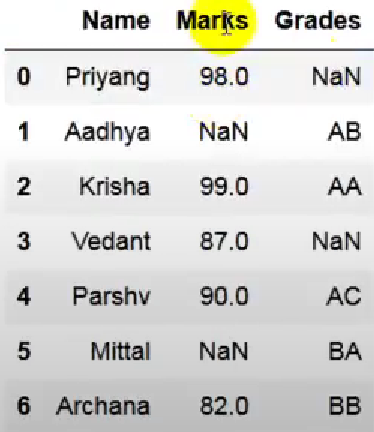 Name Marks Grades
0 Priyang 98.0 NaN
1 Aadhya NaN AB
2 Krisha 99.0 AA
3 Vedant 87.0 NaN
4 Parshv 90.0 AC
5 Mittal NaN BA
6 Archana 82.0 BB